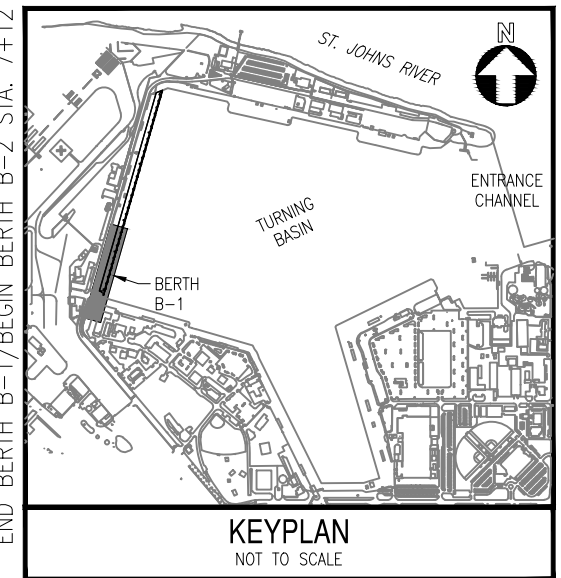 END BERTH B-1/BEGIN BERTH B-2 STA. 7+12
N
ST. JOHNS RIVER
ENTRANCE
CHANNEL
TURNING
BASIN
BERTH
B-1
KEYPLAN
NOT TO SCALE